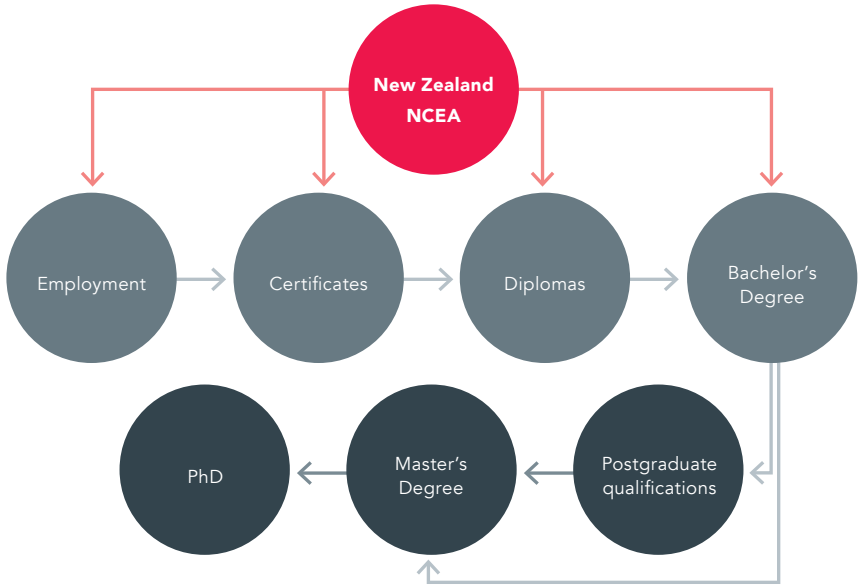 New Zealand
NCEA
Employment
Certificates
Diplomas
Bachelor's
Degree
PhD
Master's
Degree
Postgraduate
qualifications